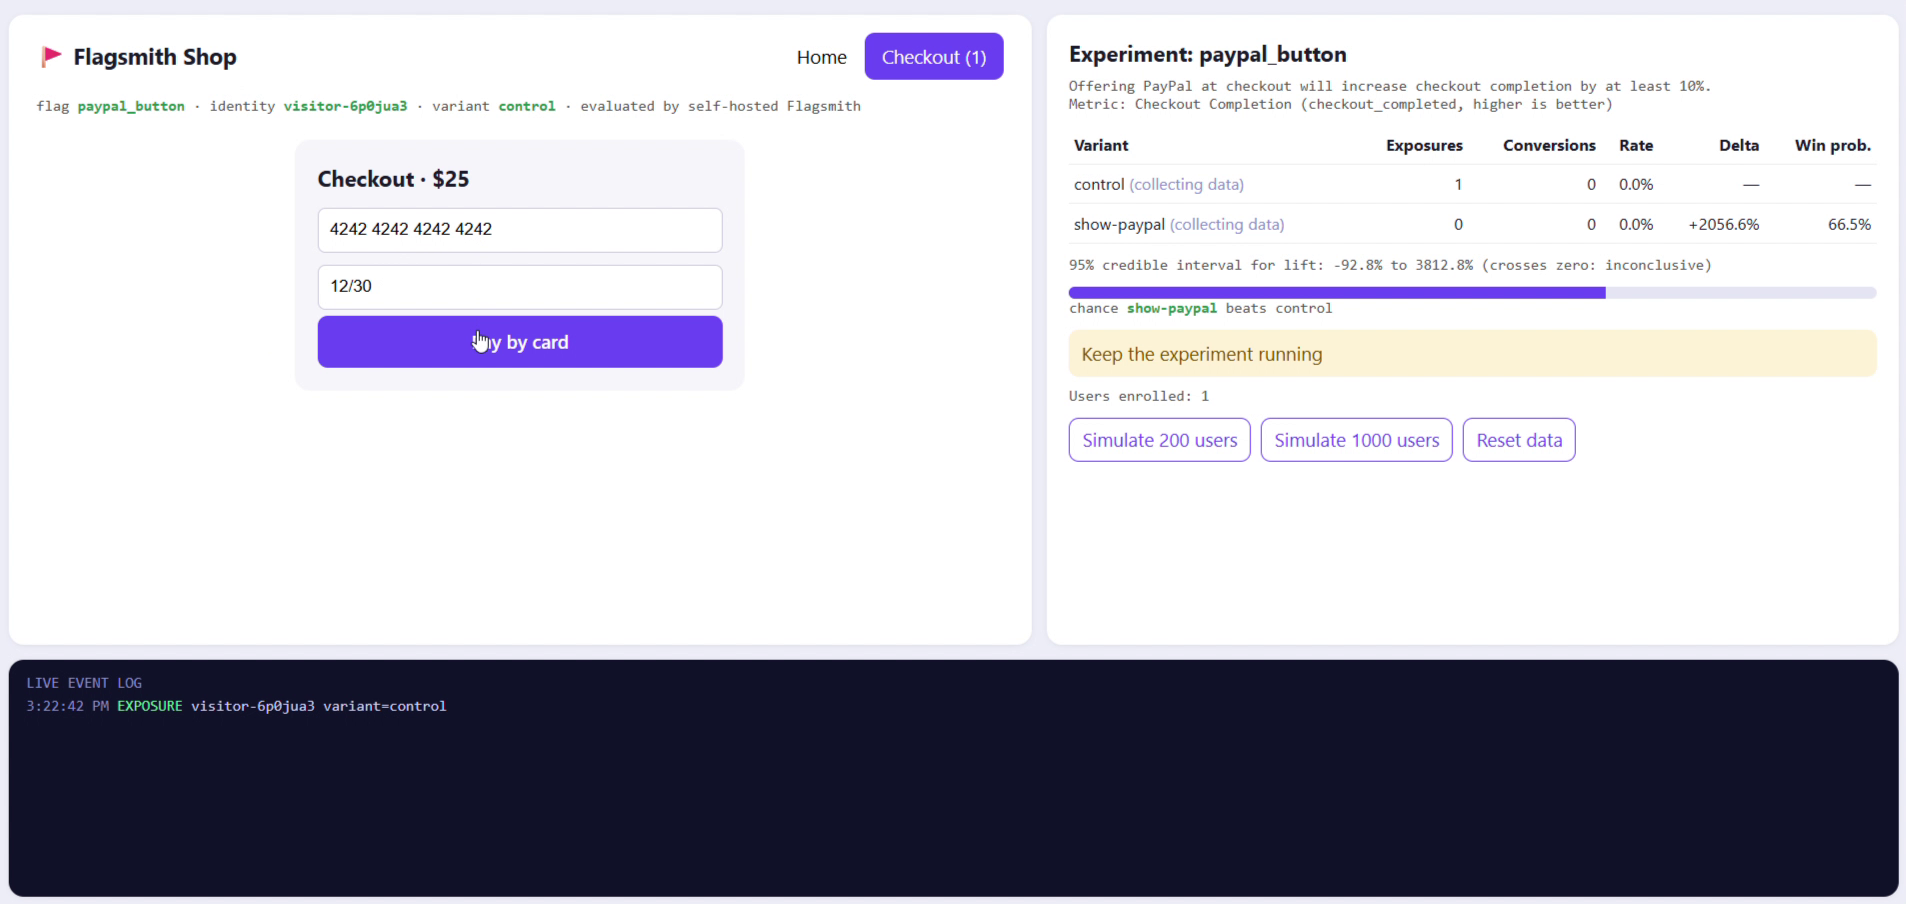 Flagsmith Shop
Home
Checkout (1)
flag paypal_button · identity visitor-6p0jua3 · variant control · evaluated by self-hosted Flagsmith
Checkout · $25
4242 4242 4242 4242
12/30
by card
Experiment: paypal_button
Offering PayPal at checkout will increase checkout completion by at least 10%.
Metric: Checkout Completion (checkout_completed, higher is better)
Variant Exposures Conversions Rate Delta Win prob.
control (collecting data) 1 0 0.0% — —
show-paypal (collecting data) 0 0 0.0% +2056.6% 66.5%
95% credible interval for lift: -92.8% to 3812.8% (crosses zero: inconclusive)
chance show-paypal beats control
Keep the experiment running
Users enrolled: 1
Simulate 200 users
Simulate 1000 users
Reset data
LIVE EVENT LOG
3:22:42 PM EXPOSURE visitor-6p0jua3 variant=control